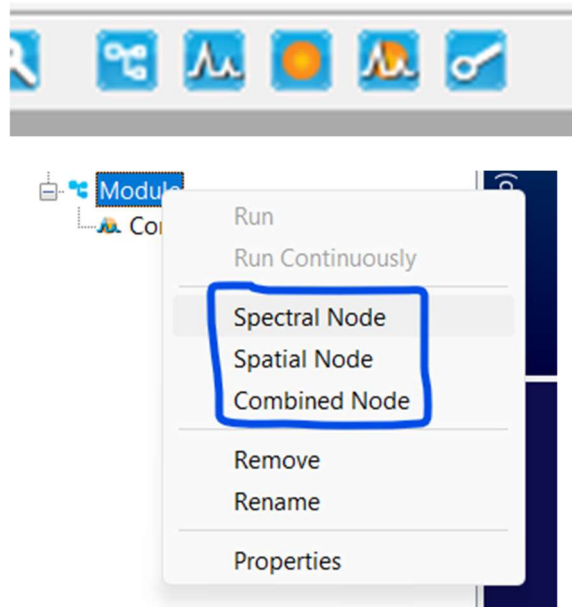 Module
Run
Run Continuously
Spectral Node
Spatial Node
Combined Node
Remove
Rename
Properties